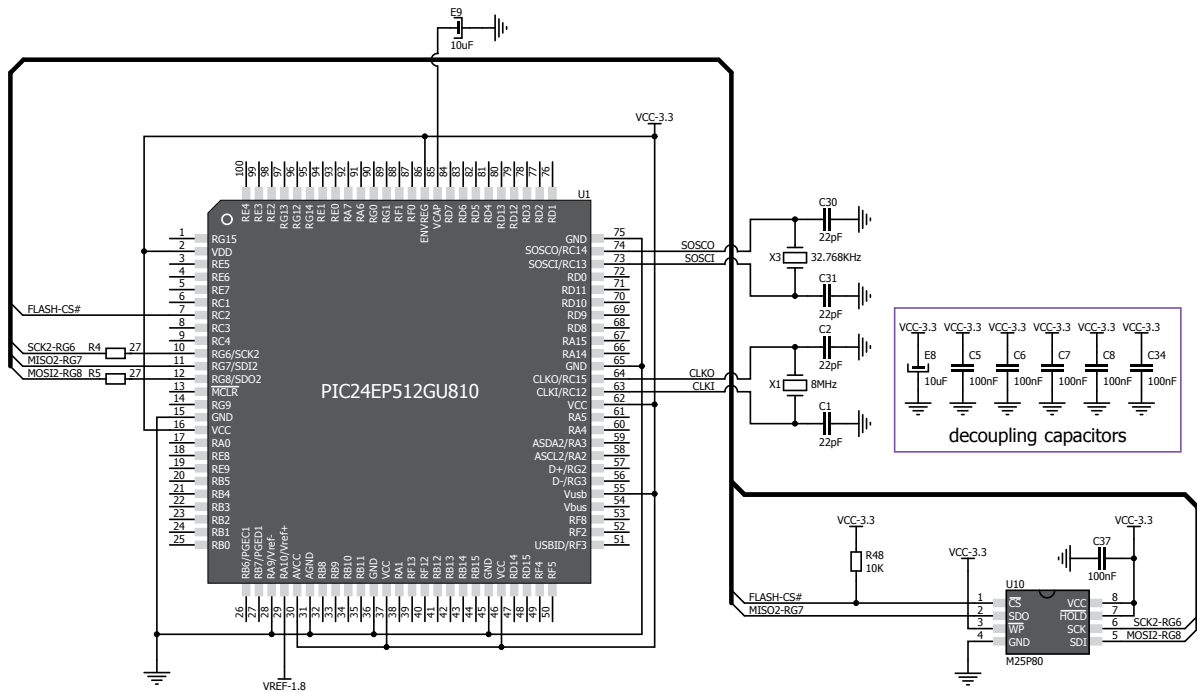 E9
10uF
VCC-3.3
100 99 98 97 96 95 94 93 92 91 90 89 88 87 86 85 84 83 82 81 80 79 78 77 76
RE4 RE3 RE2 RG13 RG12 RG14 RE1 RE0 RA7 RA6 RG0 RG1 RF1 RF0 ENVREG VCAP RD7 RD6 RD5 RD4 RD13 RD12 RD3 RD2 RD1
U1
1 RG15
2 VDD
3 RE5
4 RE6
5 RE7
6 RC1
FLASH-CS# 7 RC2
8 RC3
9 RC4
SCK2-RG6 R4 27 10 RG6/SCK2
MISO2-RG7 11 RG7/SDI2
MOSI2-RG8 R5 27 12 RG8/SDO2
13 MCLR
14 RG9
15 GND
16 VCC
17 RA0
18 RE8
19 RE9
20 RB5
21 RB4
22 RB3
23 RB2
24 RB1
25 RB0
PIC24EP512GU810
GND 75
SOSCO/RC14 74 SOSCO
SOSCI/RC13 73 SOSCI
RD0 72
RD11 71
RD10 70
RD9 69
RD8 68
RA15 67
RA14 66
GND 65
CLKO/RC15 64 CLKO
CLKI/RC12 63 CLKI
VCC 62
RA5 61
RA4 60
ASDA2/RA3 59
ASCL2/RA2 58
D+/RG2 57
D-/RG3 56
Vusb 55
Vbus 54
RF8 53
RF2 52
USBID/RF3 51
RB6/PGEC1 RB7/PGED1 RA9/Vref- RA10/Vref+ AVCC AGND RB8 RB9 RB10 RB11 GND VCC RA1 RF13 RF12 RB12 RB13 RB14 RB15 GND VCC RD14 RD15 RF4 RF5
26 27 28 29 30 31 32 33 34 35 36 37 38 39 40 41 42 43 44 45 46 47 48 49 50
VREF-1.8
C30
22pF
X3 32.768KHz
C31
22pF
C2
22pF
X1 8MHz
C1
22pF
VCC-3.3 VCC-3.3 VCC-3.3 VCC-3.3 VCC-3.3 VCC-3.3
E8 C5 C6 C7 C8 C34
10uF 100nF 100nF 100nF 100nF 100nF
decoupling capacitors
VCC-3.3
R48
10K
VCC-3.3
VCC-3.3
C37
100nF
U10
FLASH-CS# 1 CS VCC 8
MISO2-RG7 2 SDO HOLD 7
3 WP SCK 6 SCK2-RG6
4 GND SDI 5 MOSI2-RG8
M25P80